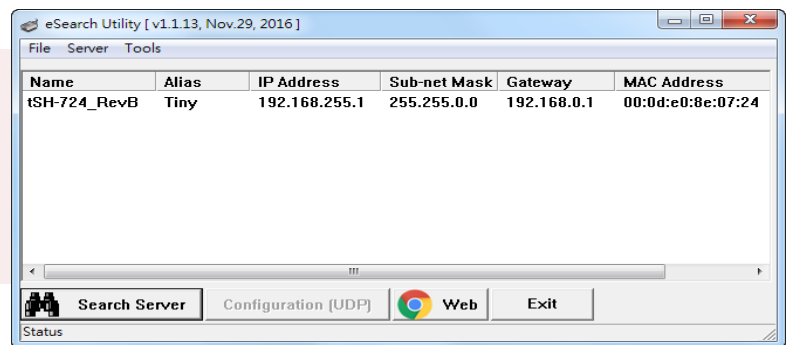 eSearch Utility [ v1.1.13, Nov.29, 2016 ]
File Server Tools
Name Alias IP Address Sub-net Mask Gateway MAC Address
tSH-724_RevB Tiny 192.168.255.1 255.255.0.0 192.168.0.1 00:0d:e0:8e:07:24
Search Server Configuration (UDP) Web Exit
Status